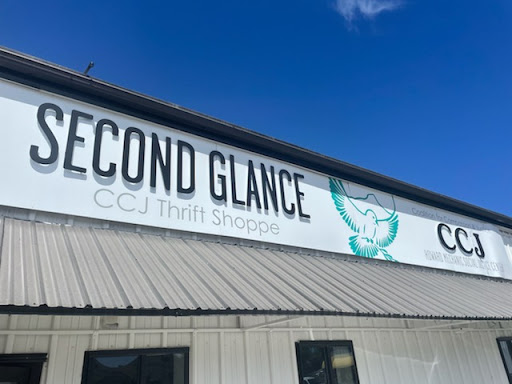 SECOND GLANCE
CCJ Thrift Shoppe
CCJ